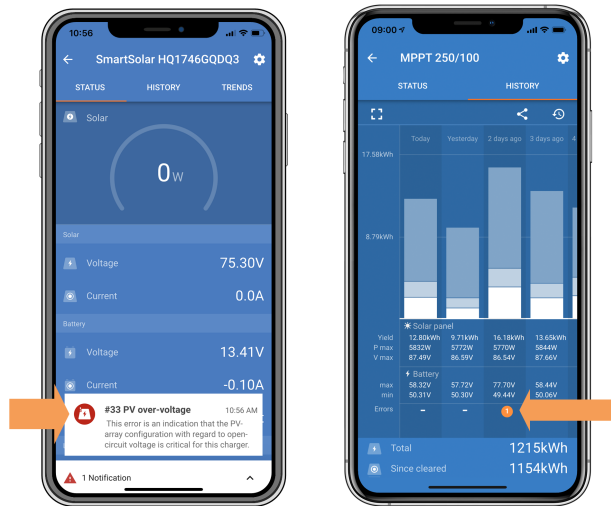 10:56
SmartSolar HQ1746GQDQ3
STATUS HISTORY TRENDS
Solar
0W
Solar
Voltage 75.30V
Current 0.0A
Battery
Voltage 13.41V
Current -0.10A
#33 PV over-voltage 10:56 AM
This error is an indication that the PV-
array configuration with regard to open-
circuit voltage is critical for this charger.
1 Notification
09:00
MPPT 250/100
STATUS HISTORY
Today Yesterday 2 days ago 3 days ago 4
17.58kWh
8.79kWh
Solar panel
Yield 12.80kWh 9.71kWh 16.18kWh 13.65kWh
P max 5832W 5772W 5770W 5844W
V max 87.49V 86.59V 86.54V 87.66V
Battery
max 58.32V 57.72V 77.70V 58.44V
min 50.31V 50.30V 49.44V 50.06V
Errors - - 1
Total 1215kWh
Since cleared 1154kWh